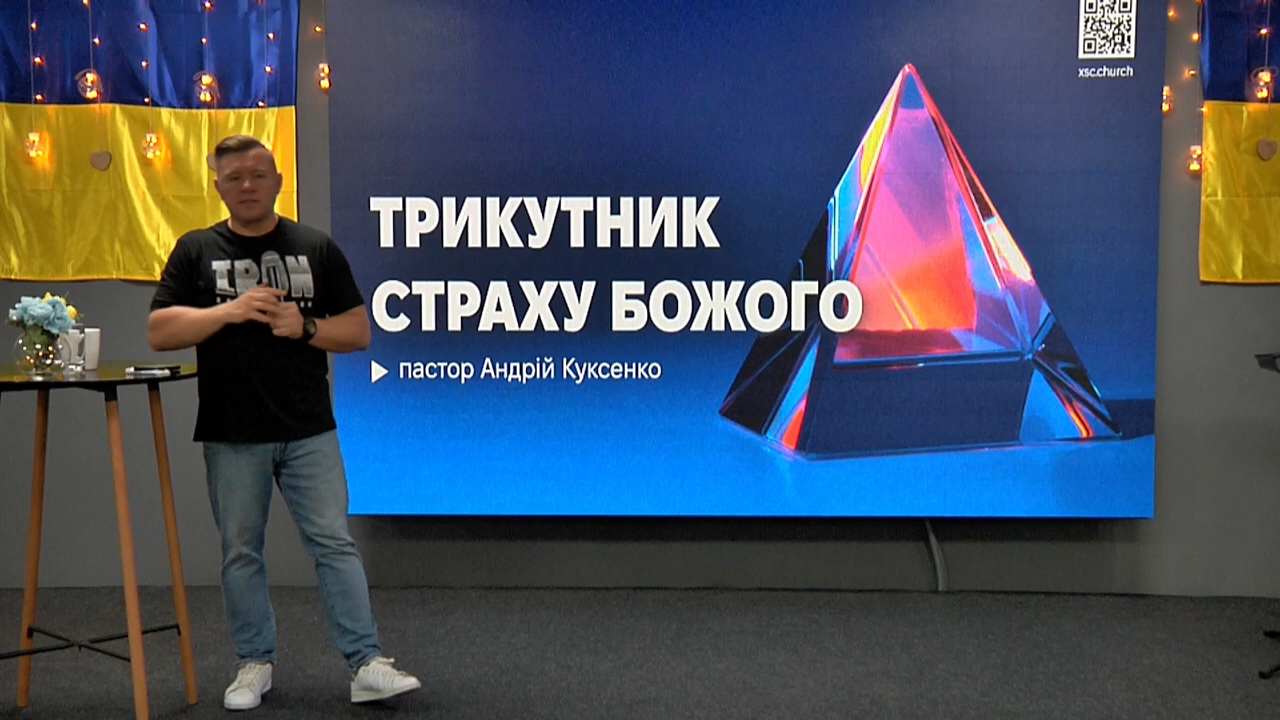 xsc.church
ТРИКУТНИК
СТРАХУ БОЖОГО
пастор Андрій Куксенко
IRON